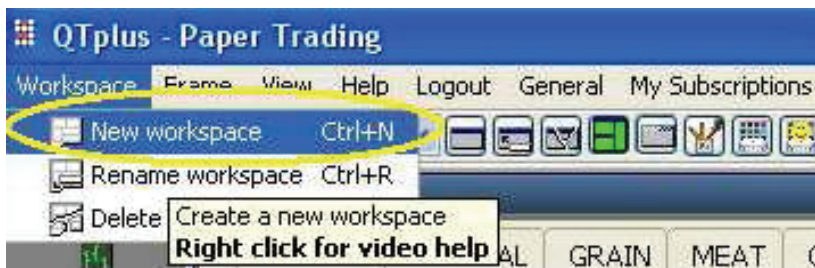 QTplus - Paper Trading
Workspace Frame View Help Logout General My Subscriptions
New workspace Ctrl+N
Rename workspace Ctrl+R
Delete
Create a new workspace
Right click for video help
AL GRAIN MEAT